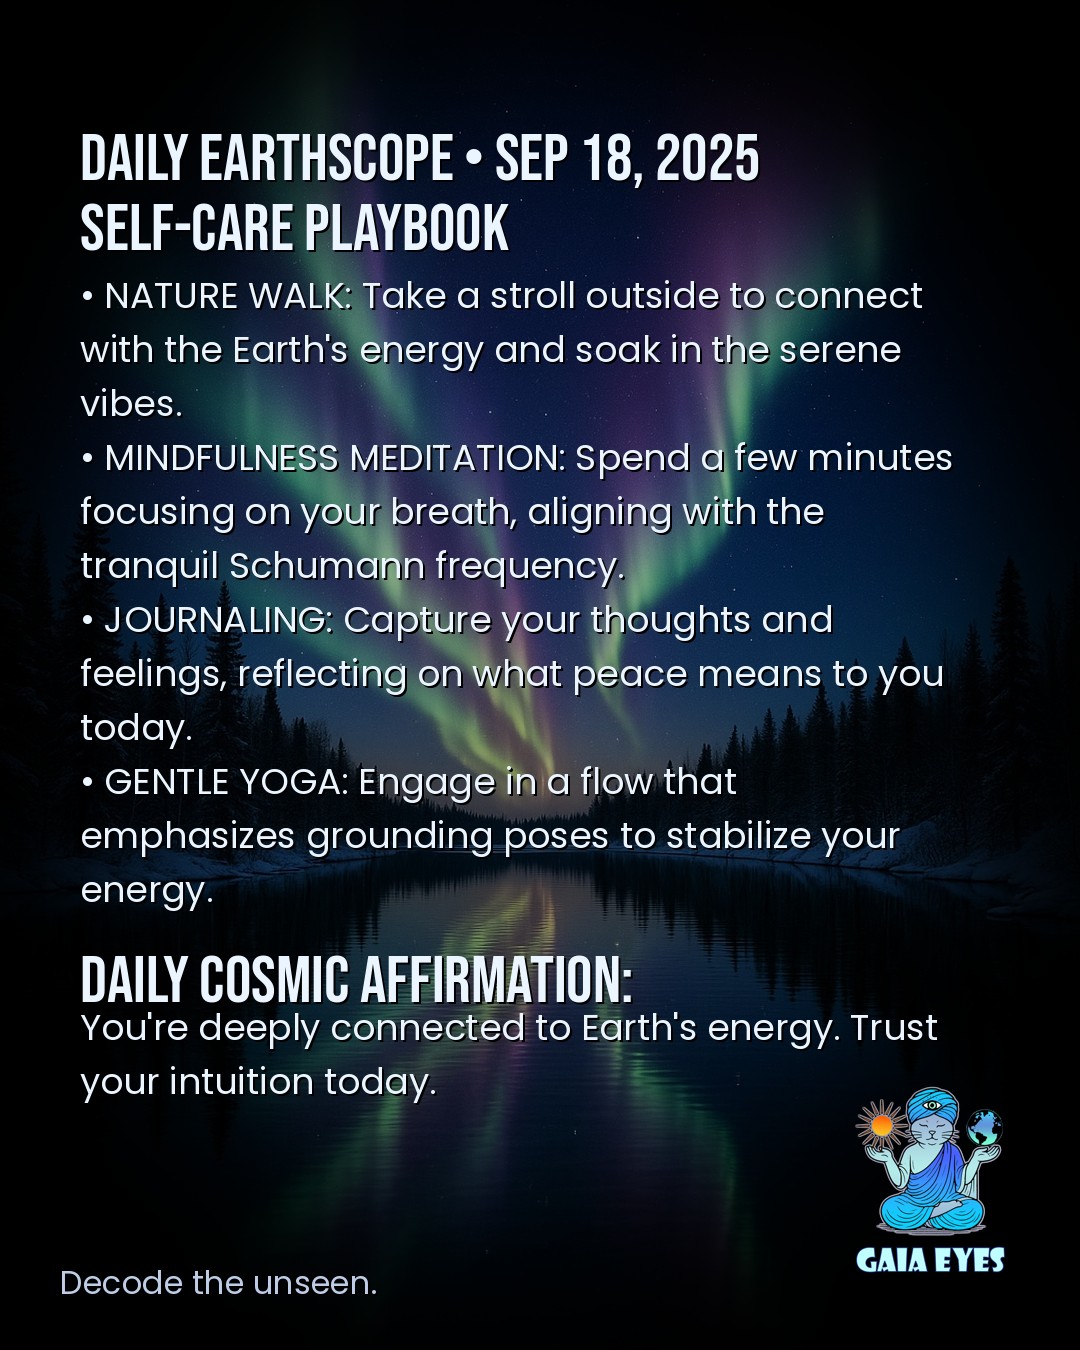 DAILY EARTHSCOPE • SEP 18, 2025
SELF-CARE PLAYBOOK
• NATURE WALK: Take a stroll outside to connect
with the Earth's energy and soak in the serene
vibes.
• MINDFULNESS MEDITATION: Spend a few minutes
focusing on your breath, aligning with the
tranquil Schumann frequency.
• JOURNALING: Capture your thoughts and
feelings, reflecting on what peace means to you
today.
• GENTLE YOGA: Engage in a flow that
emphasizes grounding poses to stabilize your
energy.
DAILY COSMIC AFFIRMATION:
You're deeply connected to Earth's energy. Trust
your intuition today.
GAIA EYES
Decode the unseen.